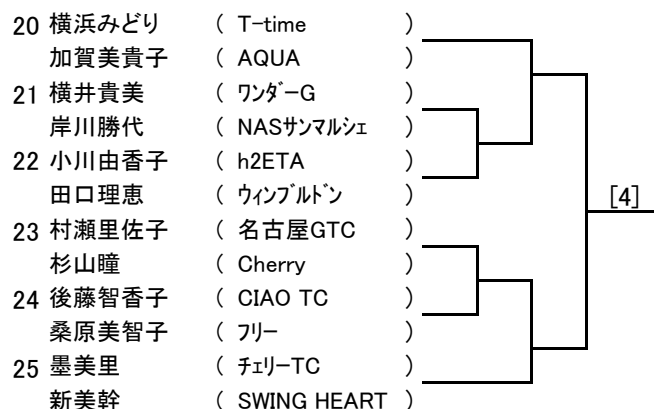 20 横浜みどり ( T-time )
加賀美貴子 ( AQUA )
21 横井貴美 ( ワンダｰG )
岸川勝代 ( NASサンマルシェ )
22 小川由香子 ( h2ETA )
田口理恵 ( ウィンブルドン )
[4]
23 村瀬里佐子 ( 名古屋GTC )
杉山瞳 ( Cherry )
24 後藤智香子 ( CIAO TC )
桑原美智子 ( フリー )
25 墨美里 ( チェリーTC )
新美幹 ( SWING HEART )